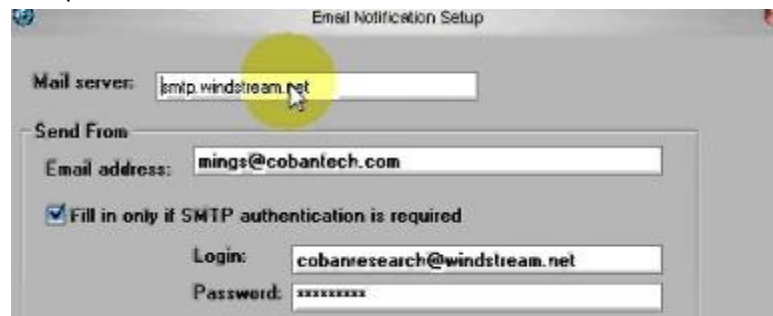 Email Notification Setup
Mail server: smtp.windstream.net
Send From
Email address: mings@cobantech.com
Fill in only if SMTP authentication is required
Login: cobanresearch@windstream.net
Password: *********